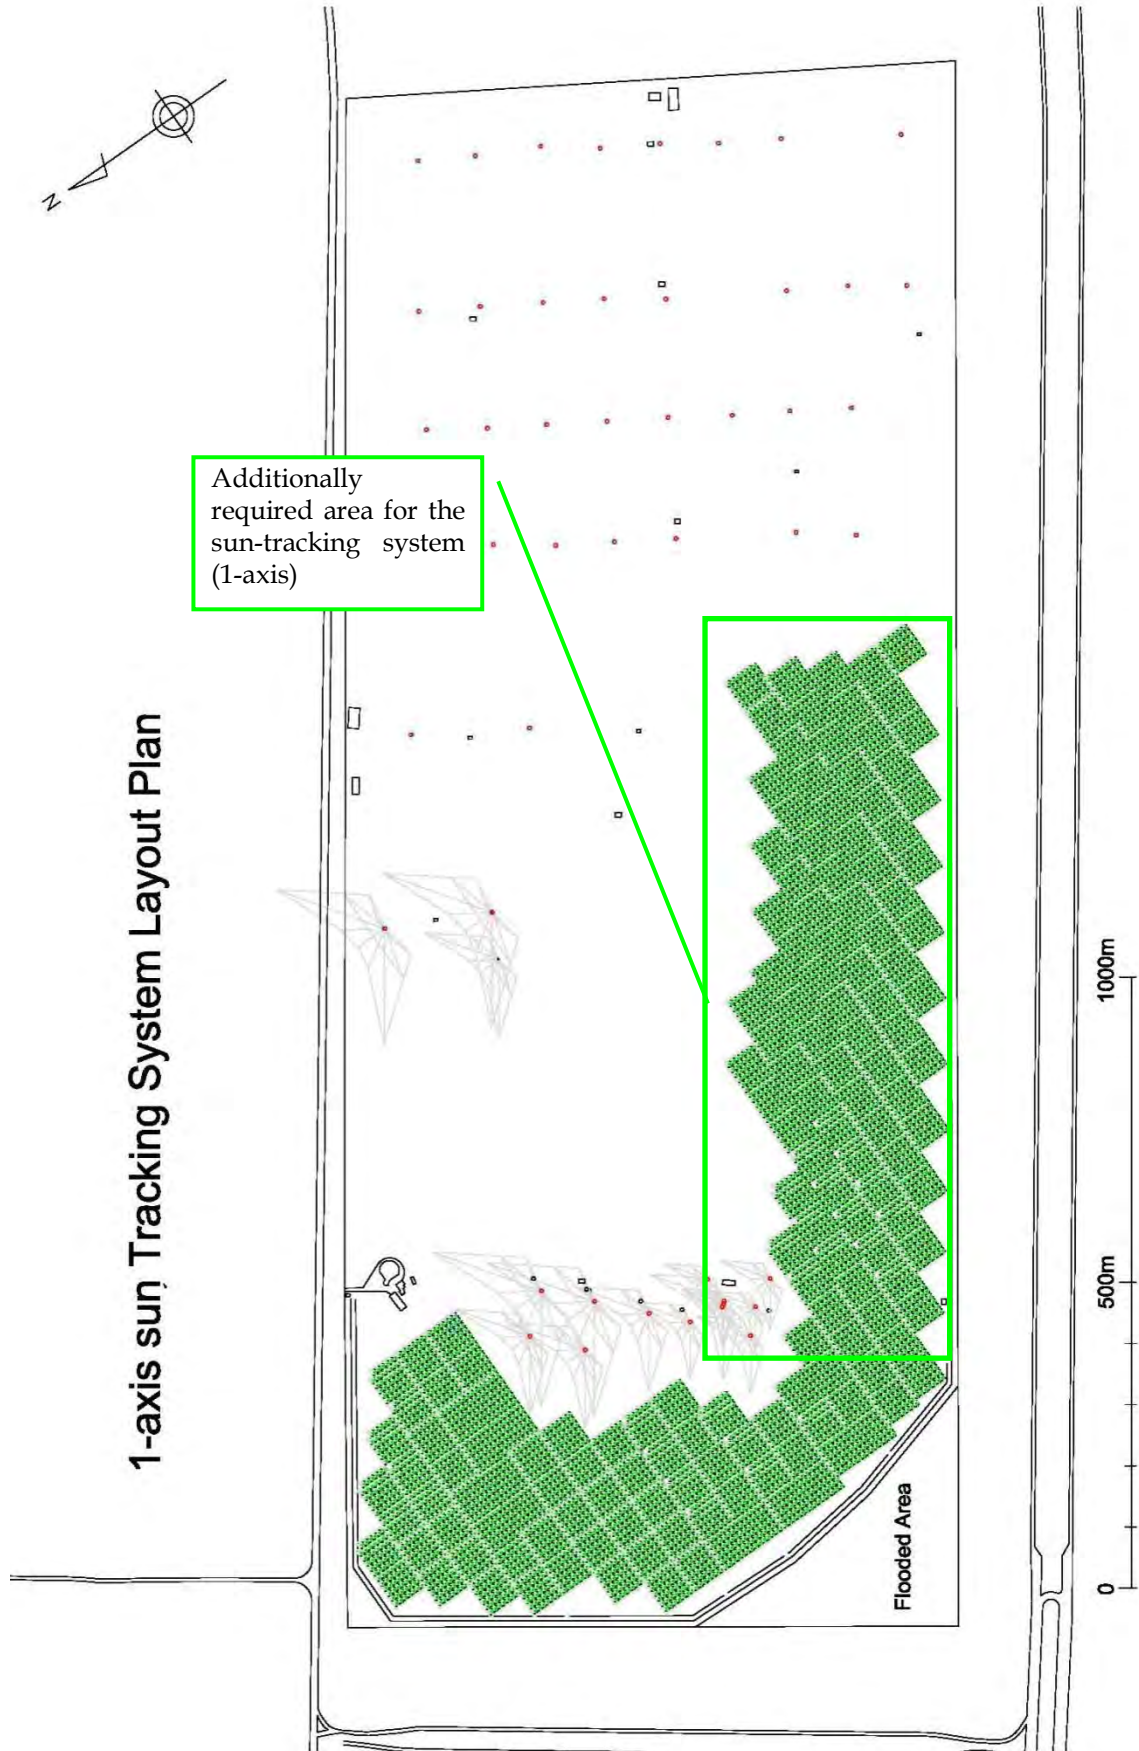 N
Additionally
required area for the
sun-tracking system
(1-axis)
1-axis sun Tracking System Layout Plan
Flooded Area
1000m
500m
0